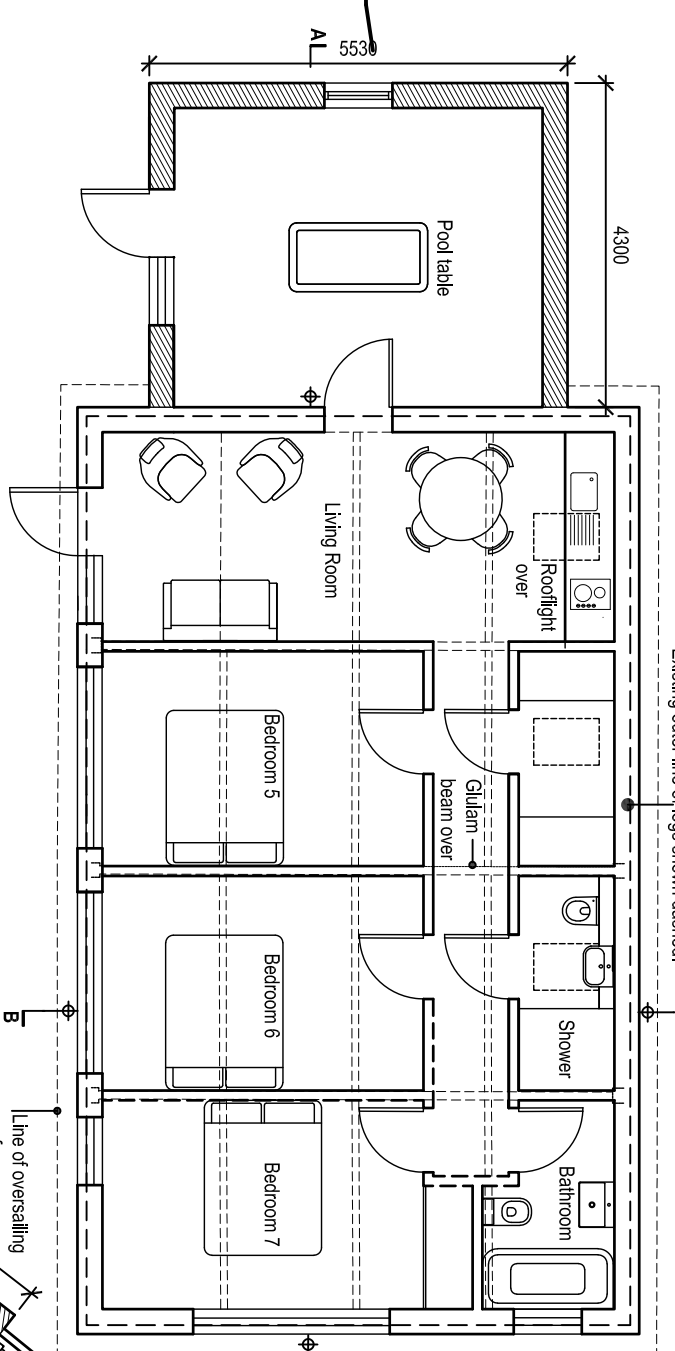 A
5530
4300
Pool table
Living Room
Rooflight
over
Bedroom 5
Glulam
beam over
Bedroom 6
Shower
B
Bedroom 7
Bathroom
Line of oversailing